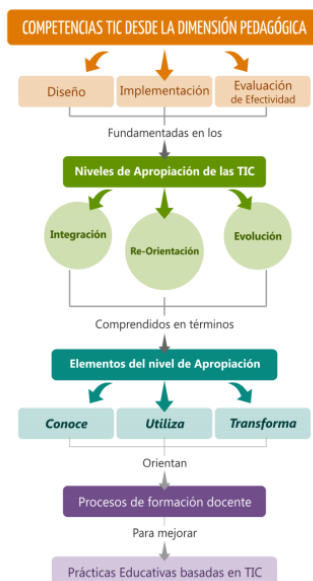 COMPETENCIAS TIC DESDE LA DIMENSIÓN PEDAGÓGICA
Diseño
Implementación
Evaluación
de Efectividad
Fundamentadas en los
Niveles de Apropiación de las TIC
Integración
Re-Orientación
Evolución
Comprendidos en términos
Elementos del nivel de Apropiación
Conoce
Utiliza
Transforma
Orientan
Procesos de formación docente
Para mejorar
Prácticas Educativas basadas en TIC